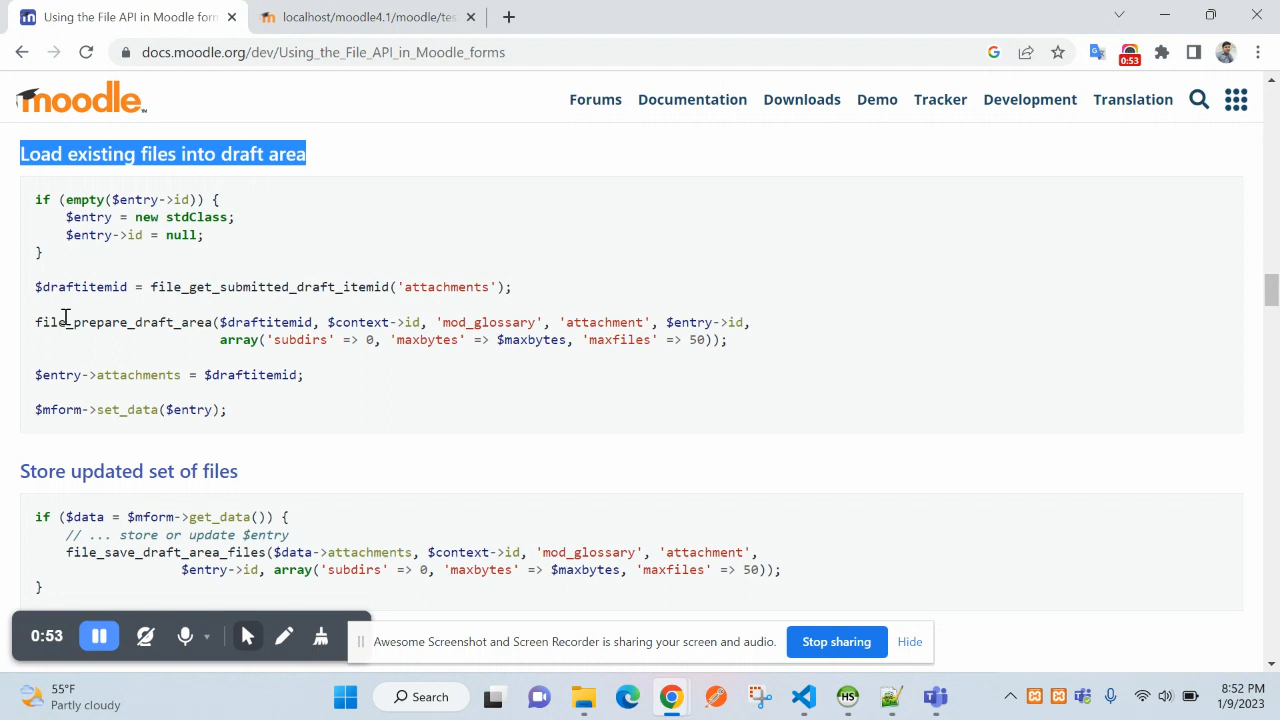 Using the File API in Moodle form
localhost/moodle4.1/moodle/tes
docs.moodle.org/dev/Using_the_File_API_in_Moodle_forms
0:53
moodle
Forums Documentation Downloads Demo Tracker Development Translation
Load existing files into draft area
if (empty($entry->id)) {
$entry = new stdClass;
$entry->id = null;
}
$draftitemid = file_get_submitted_draft_itemid('attachments');
file_prepare_draft_area($draftitemid, $context->id, 'mod_glossary', 'attachment', $entry->id,
array('subdirs' => 0, 'maxbytes' => $maxbytes, 'maxfiles' => 50));
$entry->attachments = $draftitemid;
$mform->set_data($entry);
Store updated set of files
if ($data = $mform->get_data()) {
// ... store or update $entry
file_save_draft_area_files($data->attachments, $context->id, 'mod_glossary', 'attachment',
$entry->id, array('subdirs' => 0, 'maxbytes' => $maxbytes, 'maxfiles' => 50));
}
0:53
Awesome Screenshot and Screen Recorder is sharing your screen and audio.
Stop sharing
Hide
55°F
Partly cloudy
Search
HS
8:52 PM
1/9/2023